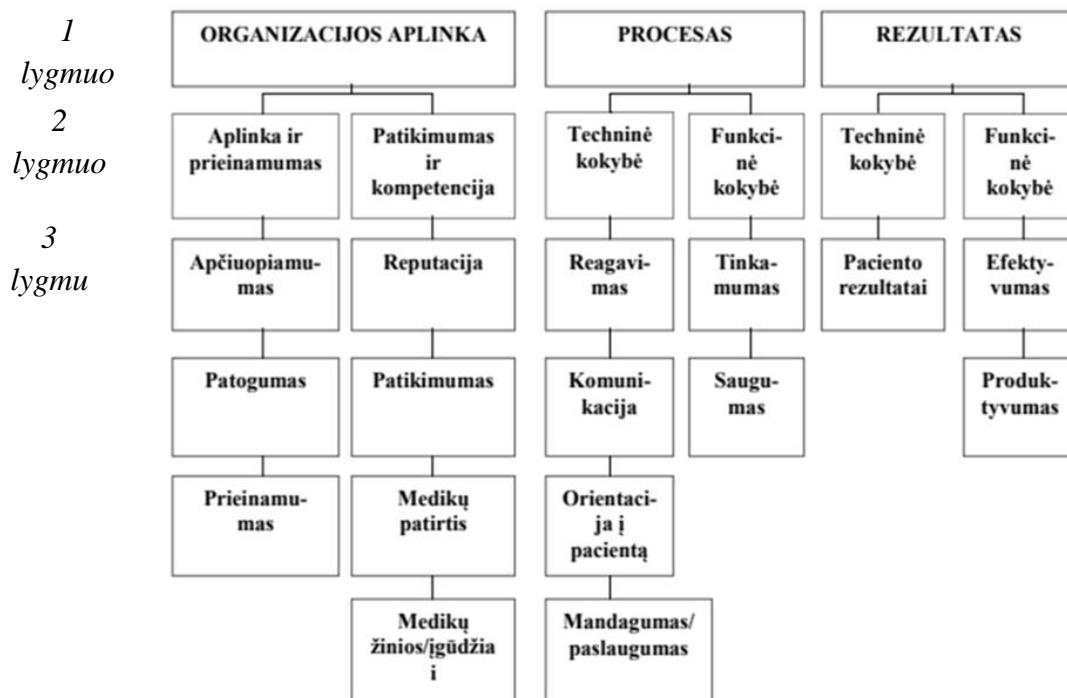 1
lygmuo
ORGANIZACIJOS APLINKA
PROCESAS
REZULTATAS
2
lygmuo
Aplinka ir
prieinamumas
Patikimumas
ir
kompetencija
Techninė
kokybė
Funkci-
nė
kokybė
Techninė
kokybė
Funkci-
nė
kokybė
3
lygmu
Apčiuopiamu-
mas
Reputacija
Reagavi-
mas
Tinka-
mumas
Paciento
rezultatai
Efekty-
vumas
Patogumas
Patikimumas
Komuni-
kacija
Saugu-
mas
Produk-
tyvumas
Prieinamu-
mas
Medikų
patirtis
Orientaci-
ja į
pacientą
Medikų
žinios/įgūdžia
i
Mandagumas/
paslaugumas